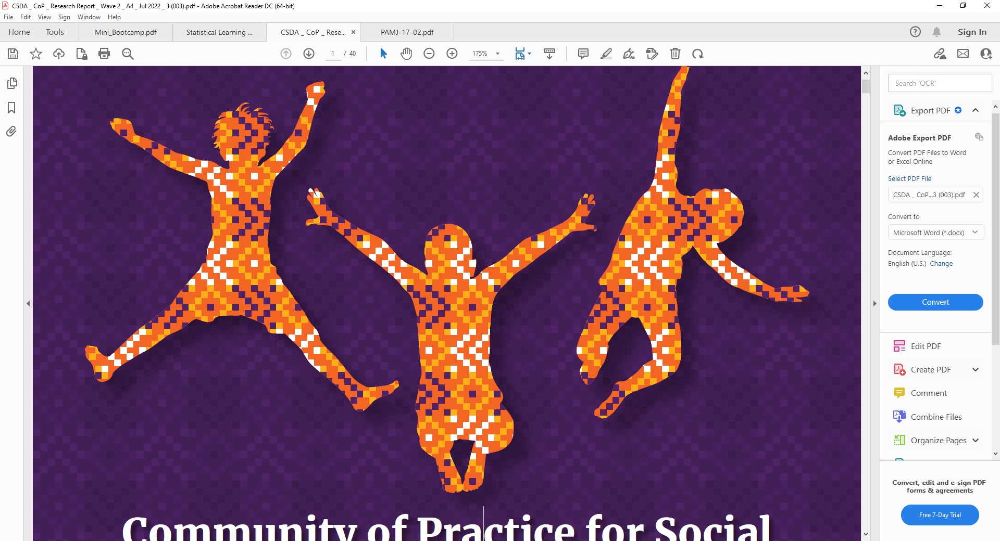 CSDA _ CoP _ Research Report _ Wave 2 _ A4 _ Jul 2022 _ 3 (003).pdf - Adobe Acrobat Reader DC (64-bit)
File Edit View Sign Window Help
Home Tools Mini_Bootcamp.pdf Statistical Learning ... CSDA _ CoP _ Rese... PAMJ-17-02.pdf Sign In
1 / 40 175%
Search 'OCR'
Export PDF
Adobe Export PDF
Convert PDF Files to Word
or Excel Online
Select PDF File
CSDA _ CoP...3 (003).pdf
Convert to
Microsoft Word (*.docx)
Document Language:
English (U.S.) Change
Convert
Edit PDF
Create PDF
Comment
Combine Files
Organize Pages
Convert, edit and e-sign PDF
forms & agreements
Free 7-Day Trial
Community of Practice for Social